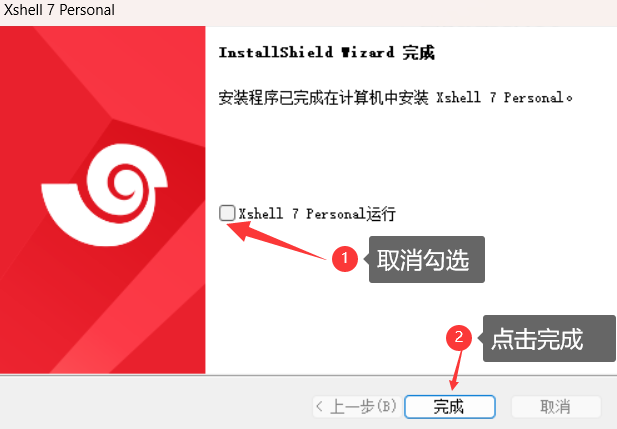 Xshell 7 Personal
InstallShield Wizard 完成
安装程序已完成在计算机中安装 Xshell 7 Personal。
Xshell 7 Personal运行
1 取消勾选
2 点击完成
< 上一步(B) 完成 取消